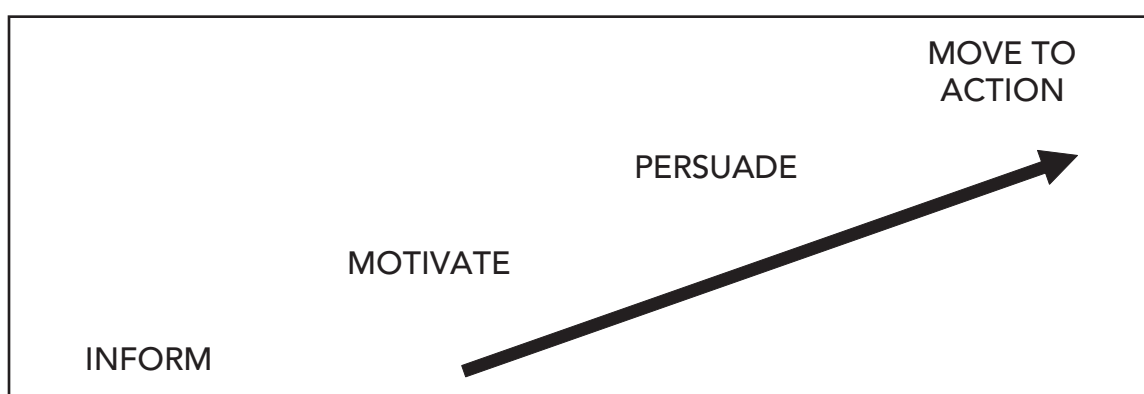 MOVE TO
ACTION
PERSUADE
MOTIVATE
INFORM